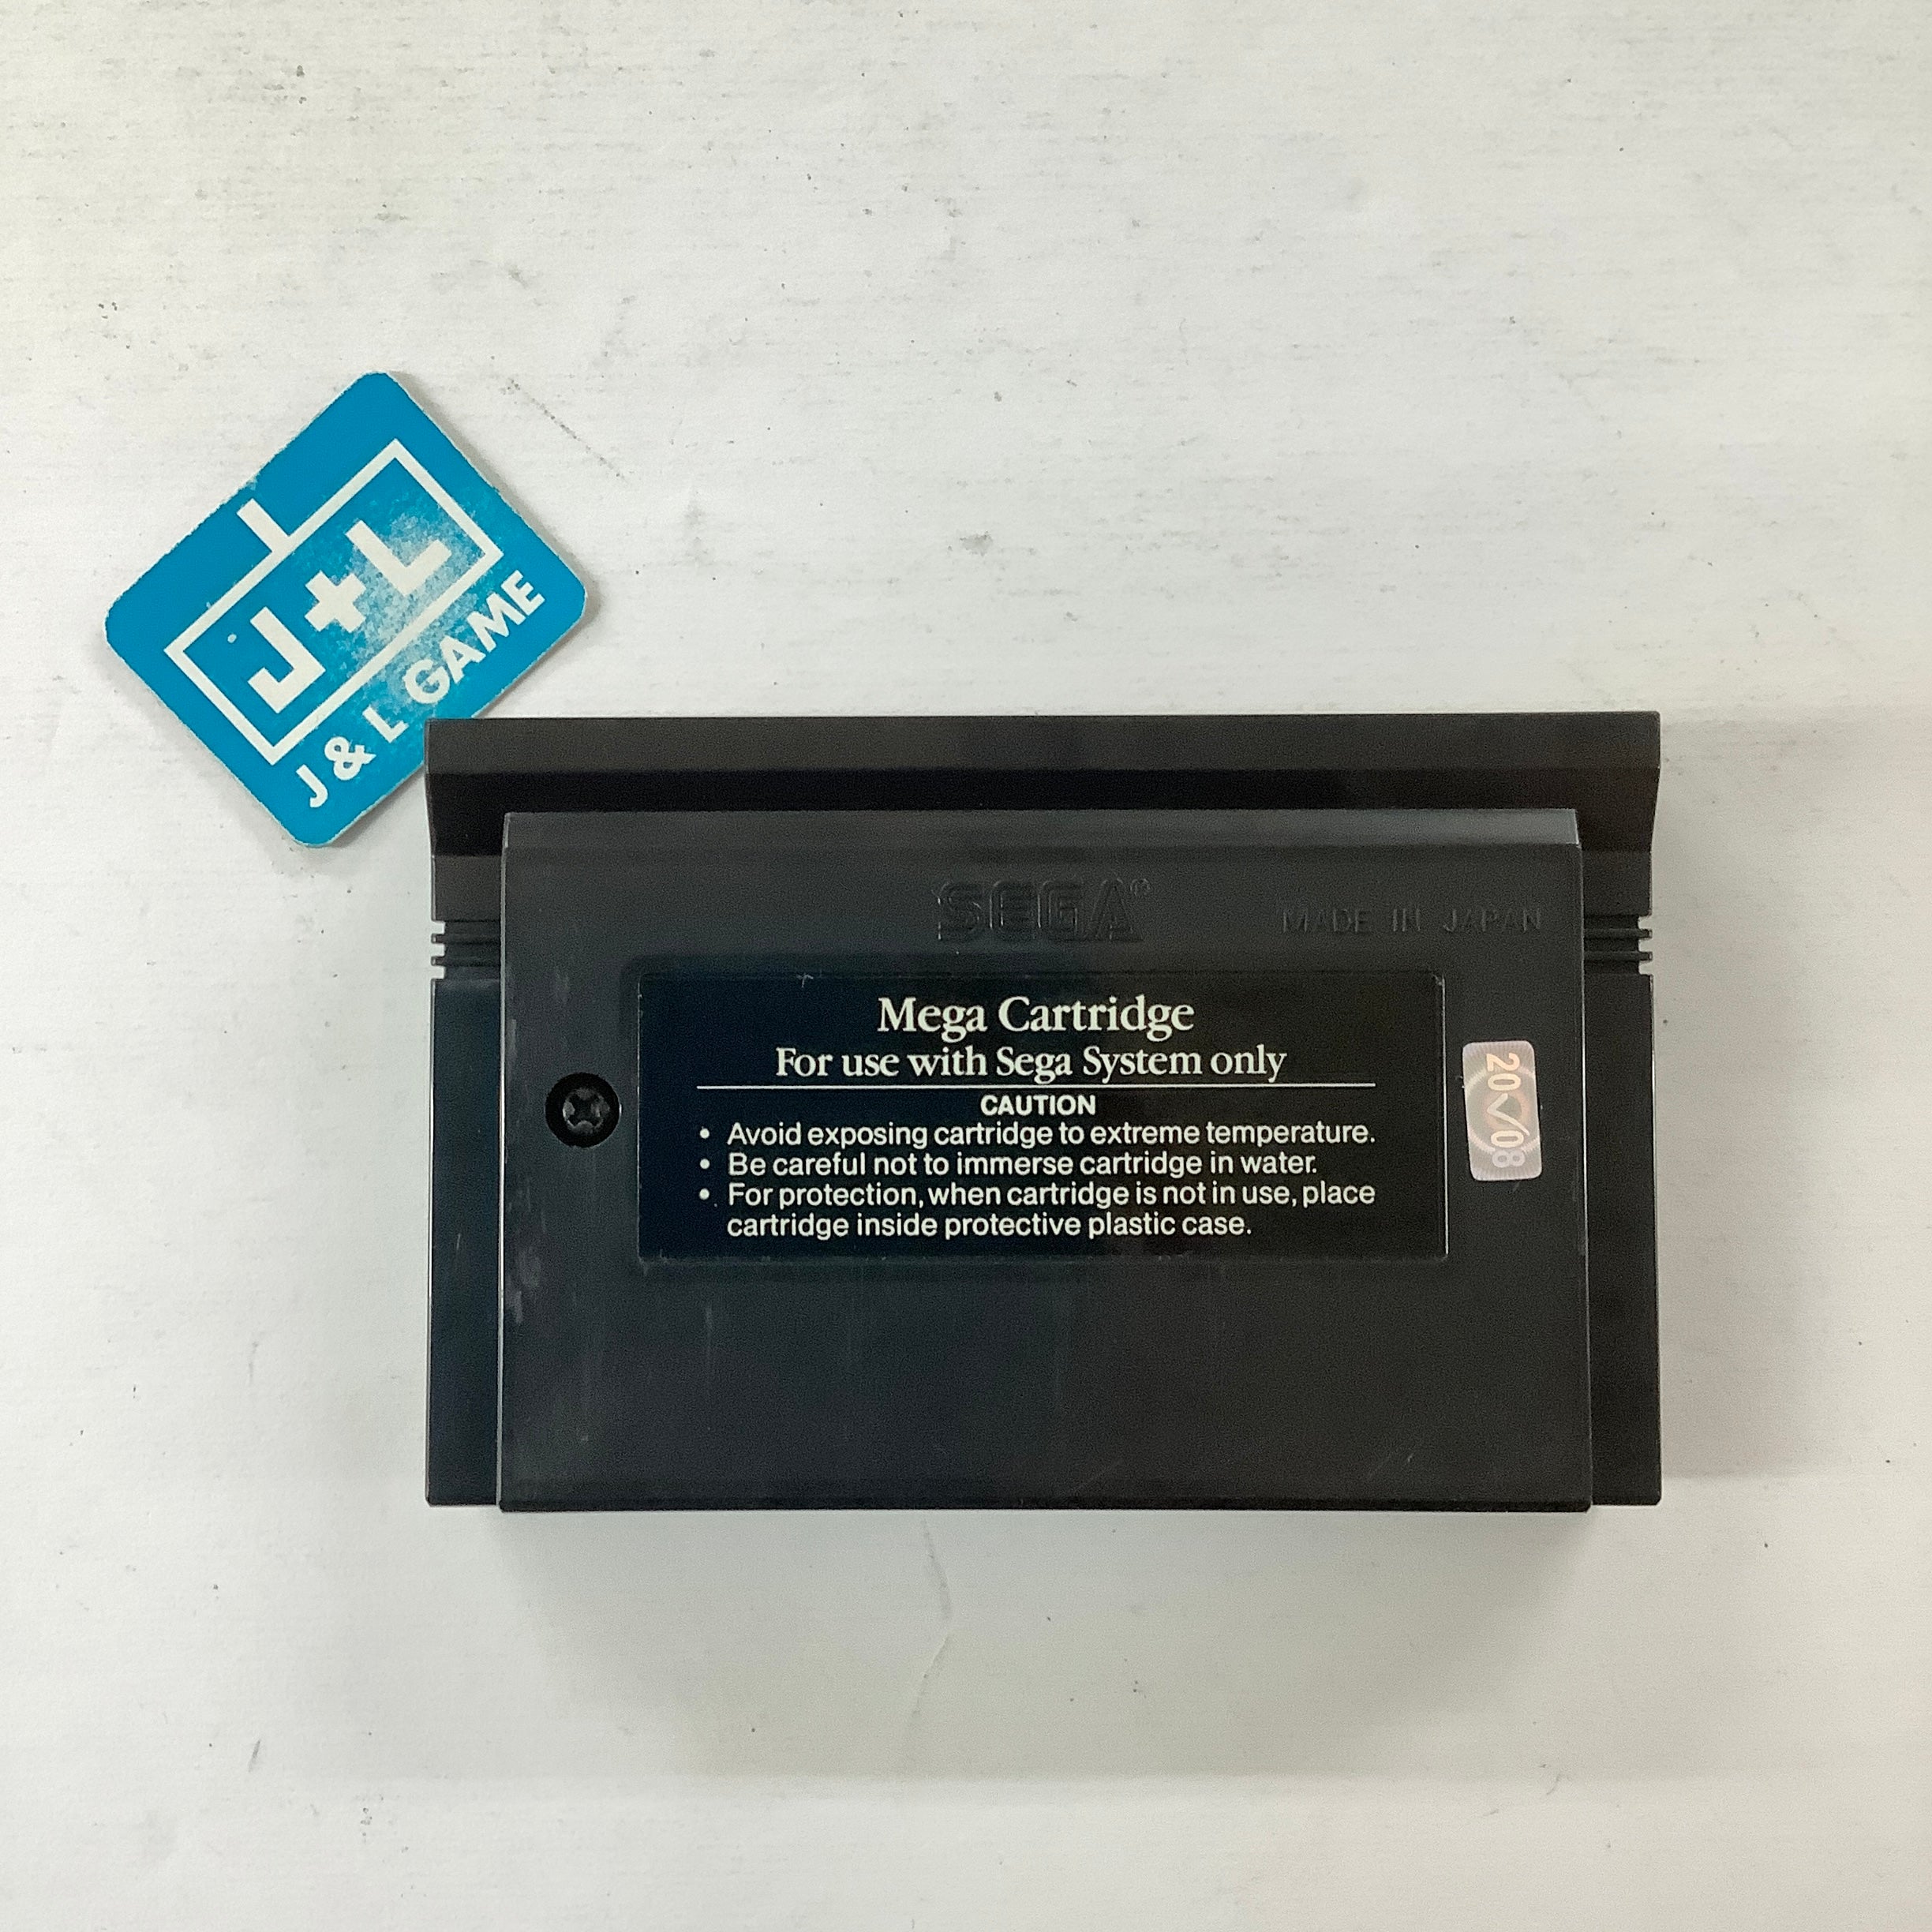 J+L
J & L GAME
SEGA®
MADE IN JAPAN
Mega Cartridge
For use with Sega System only
CAUTION
• Avoid exposing cartridge to extreme temperature.
• Be careful not to immerse cartridge in water.
• For protection, when cartridge is not in use, place
cartridge inside protective plastic case.
20✓08